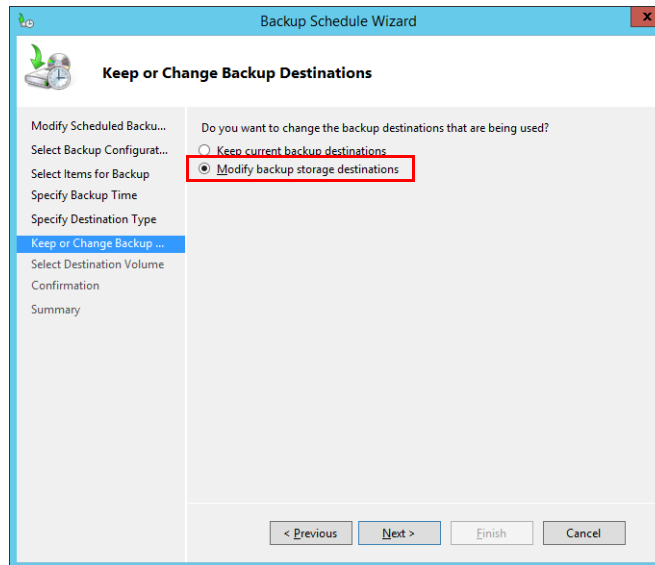 Backup Schedule Wizard
x
Keep or Change Backup Destinations
Modify Scheduled Backu...
Select Backup Configurat...
Select Items for Backup
Specify Backup Time
Specify Destination Type
Keep or Change Backup ...
Select Destination Volume
Confirmation
Summary
Do you want to change the backup destinations that are being used?
Keep current backup destinations
Modify backup storage destinations
< Previous
Next >
Finish
Cancel